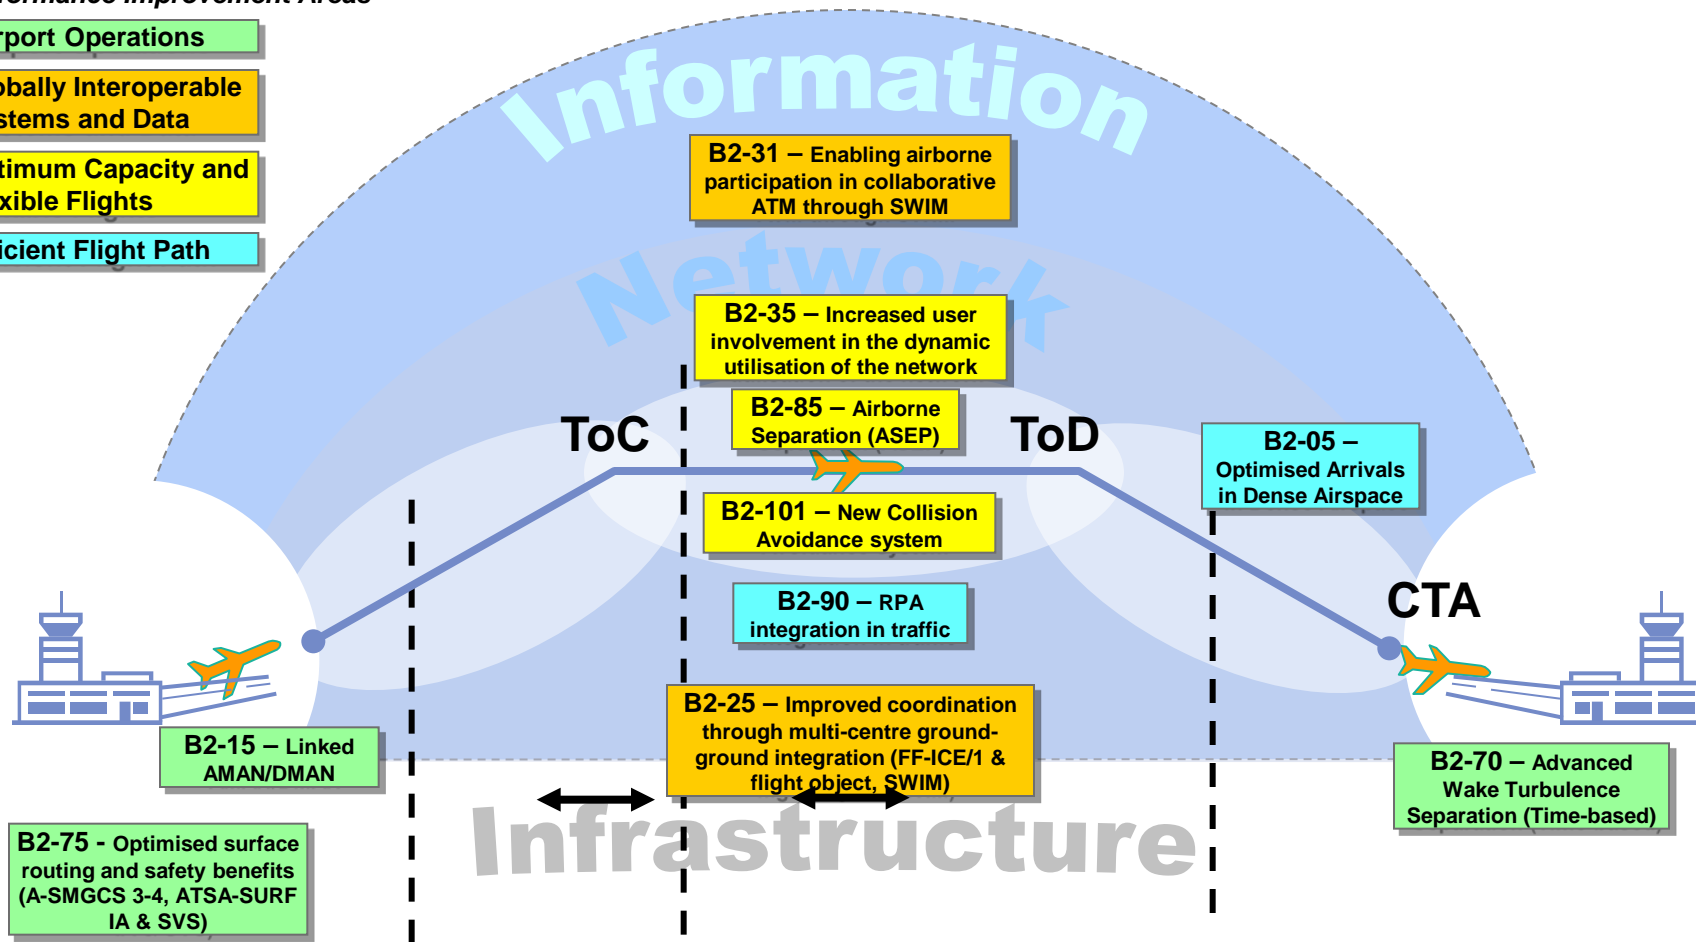 formance Improvement Areas
rport Operations
obally Interoperable
stems and Data
timum Capacity and
xible Flights
icient Flight Path
Information
B2-31 – Enabling airborne
participation in collaborative
ATM through SWIM
Network
B2-35 – Increased user
involvement in the dynamic
utilisation of the network
B2-85 – Airborne
Separation (ASEP)
ToC
ToD
B2-05 –
Optimised Arrivals
in Dense Airspace
B2-101 – New Collision
Avoidance system
B2-90 – RPA
integration in traffic
CTA
B2-25 – Improved coordination
through multi-centre ground-
ground integration (FF-ICE/1 &
flight object, SWIM)
B2-15 – Linked
AMAN/DMAN
B2-70 – Advanced
Wake Turbulence
Separation (Time-based)
Infrastructure
B2-75 - Optimised surface
routing and safety benefits
(A-SMGCS 3-4, ATSA-SURF
IA & SVS)